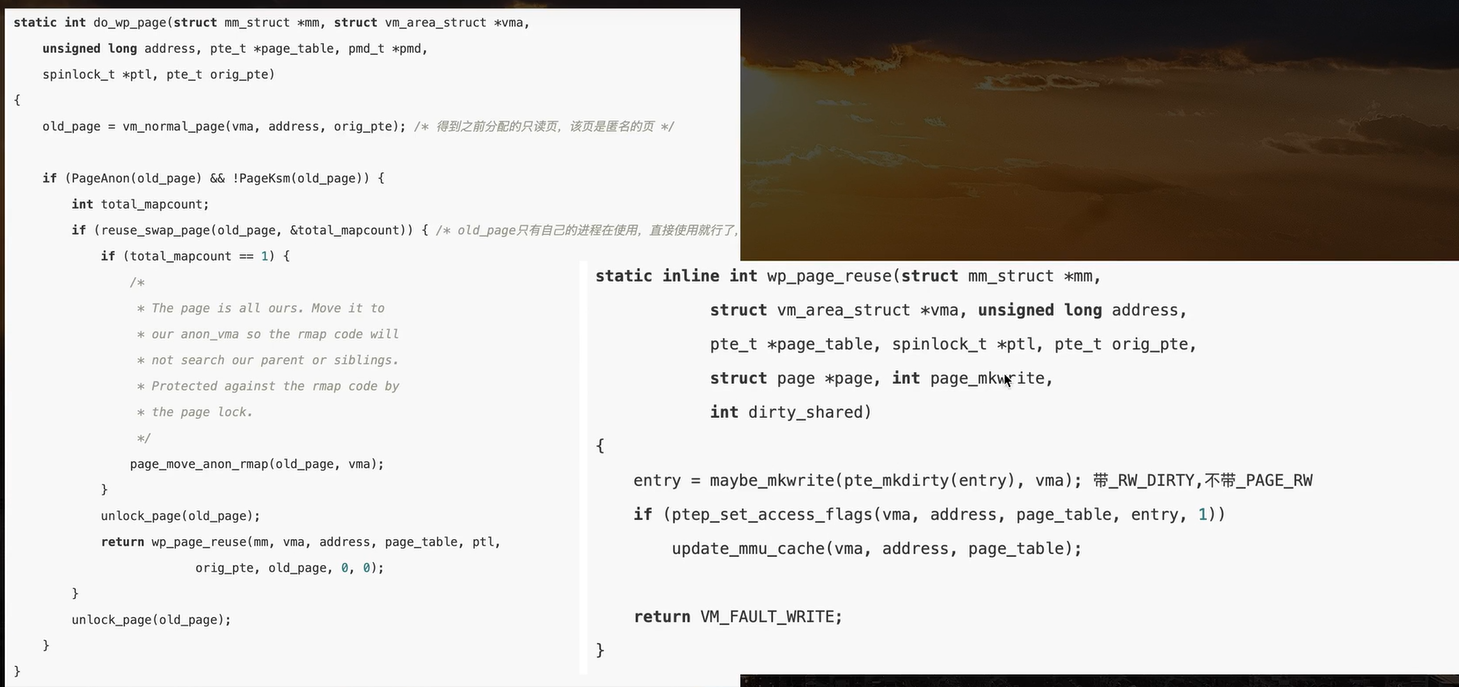 static int do_wp_page(struct mm_struct *mm, struct vm_area_struct *vma,
unsigned long address, pte_t *page_table, pmd_t *pmd,
spinlock_t *ptl, pte_t orig_pte)
{
old_page = vm_normal_page(vma, address, orig_pte); /* 得到之前分配的只读页, 该页是匿名的页 */
if (PageAnon(old_page) && !PageKsm(old_page)) {
int total_mapcount;
if (reuse_swap_page(old_page, &total_mapcount)) { /* old_page只有自己的进程在使用, 直接使用就行了,
if (total_mapcount == 1) {
/*
* The page is all ours. Move it to
* our anon_vma so the rmap code will
* not search our parent or siblings.
* Protected against the rmap code by
* the page lock.
*/
page_move_anon_rmap(old_page, vma);
}
unlock_page(old_page);
return wp_page_reuse(mm, vma, address, page_table, ptl,
orig_pte, old_page, 0, 0);
}
unlock_page(old_page);
}
}
static inline int wp_page_reuse(struct mm_struct *mm,
struct vm_area_struct *vma, unsigned long address,
pte_t *page_table, spinlock_t *ptl, pte_t orig_pte,
struct page *page, int page_mkwrite,
int dirty_shared)
{
entry = maybe_mkwrite(pte_mkdirty(entry), vma); 带_RW_DIRTY,不带_PAGE_RW
if (ptep_set_access_flags(vma, address, page_table, entry, 1))
update_mmu_cache(vma, address, page_table);
return VM_FAULT_WRITE;
}